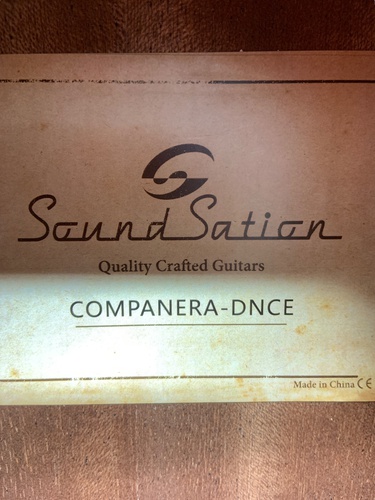 SoundSation
Quality Crafted Guitars
COMPANERA-DNCE
Made in China CE